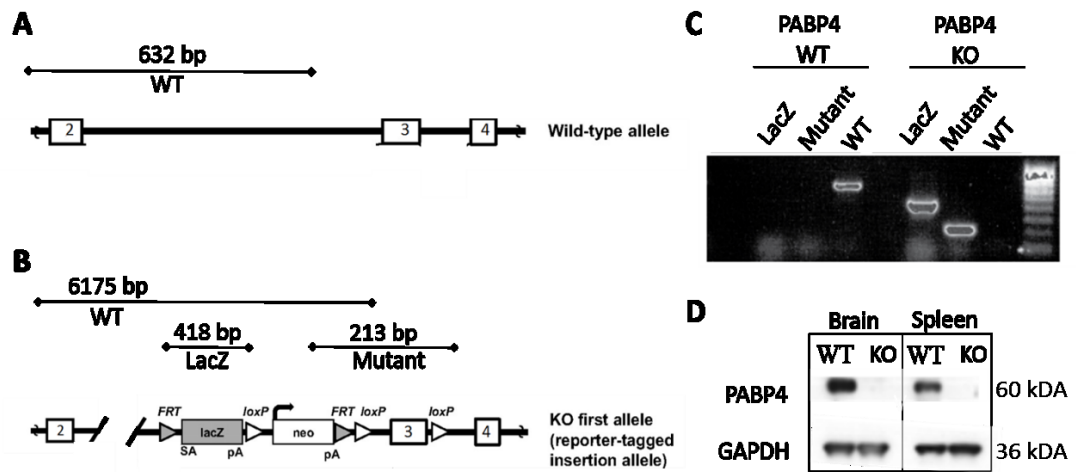 A
632 bp
WT
2
3
4
Wild-type allele
B
6175 bp
WT
418 bp
LacZ
213 bp
Mutant
FRT
loxP
FRT
loxP
loxP
2
lacZ
neo
3
4
SA
pA
pA
KO first allele
(reporter-tagged
insertion allele)
C
PABP4
WT
PABP4
KO
LacZ
Mutant
WT
LacZ
Mutant
WT
D
Brain
Spleen
WT KO
WT KO
PABP4
60 kDA
GAPDH
36 kDA